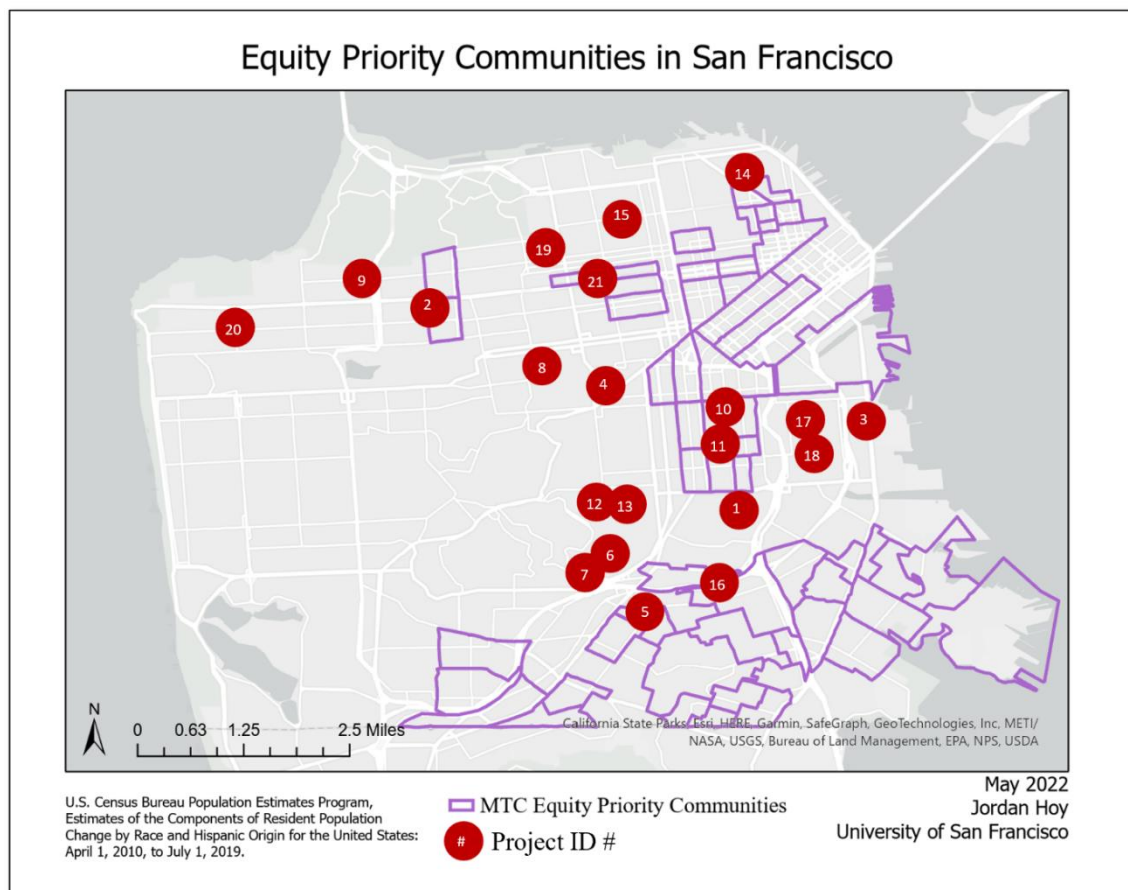 Equity Priority Communities in San Francisco
14
15
19
9
21
2
20
8
4
10
17
3
11
18
12
13
1
6
7
16
5
N
0 0.63 1.25 2.5 Miles
California State Parks, Esri, HERE, Garmin, SafeGraph, GeoTechnologies, Inc, METI/
NASA, USGS, Bureau of Land Management, EPA, NPS, USDA
U.S. Census Bureau Population Estimates Program,
Estimates of the Components of Resident Population
Change by Race and Hispanic Origin for the United States:
April 1, 2010, to July 1, 2019.
MTC Equity Priority Communities
# Project ID #
May 2022
Jordan Hoy
University of San Francisco